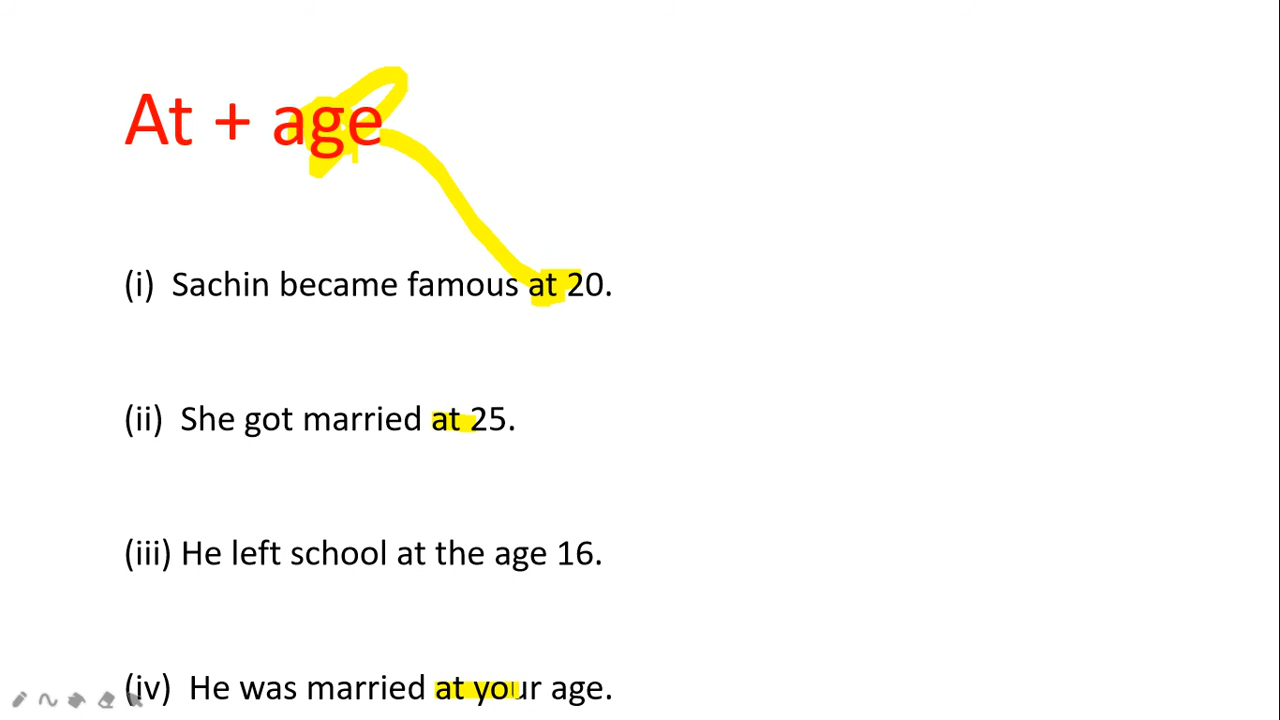 At + age
(i) Sachin became famous at 20.
(ii) She got married at 25.
(iii) He left school at the age 16.
(iv) He was married at your age.